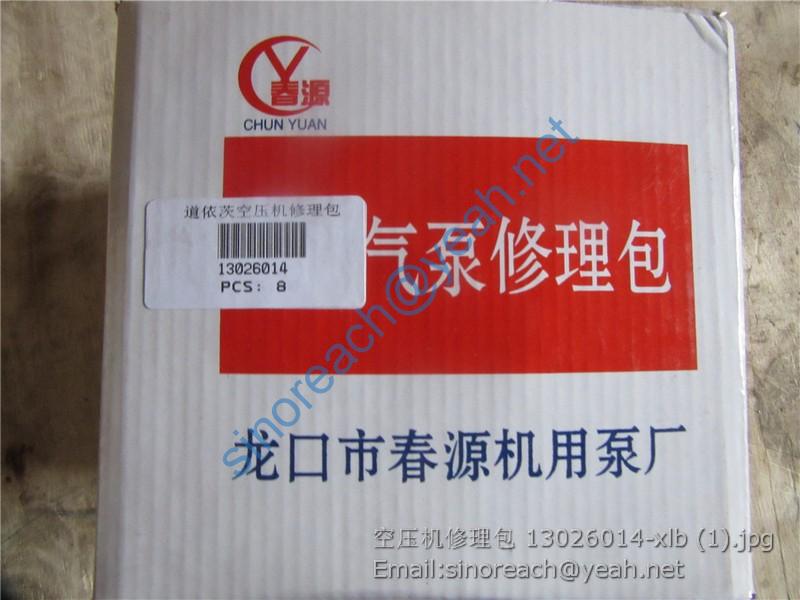 春源
CHUN YUAN
道依茨空压机修理包
13026014
PCS: 8
气泵修理包
龙口市春源机用泵厂
sinoreach@yeah.net
空压机修理包 13026014-xlb (1).jpg
Email:sinoreach@yeah.net